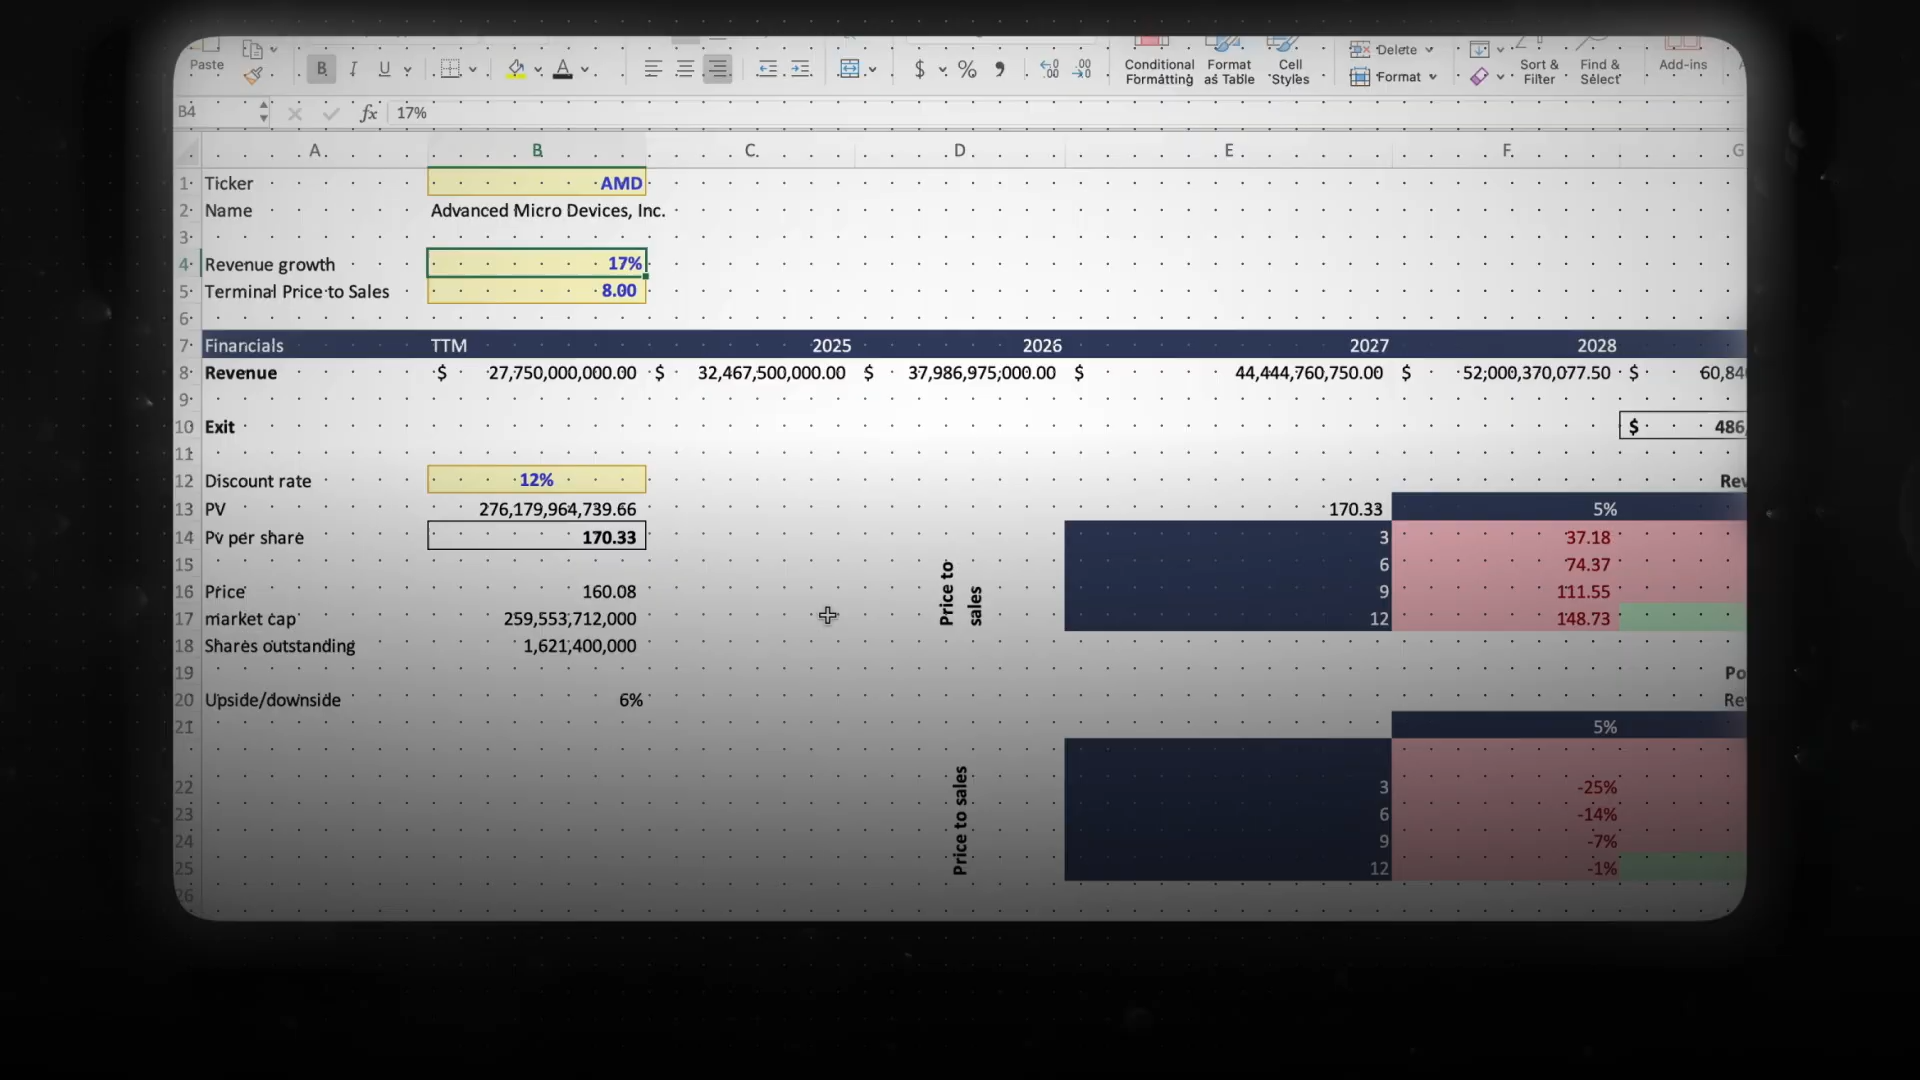 Paste
B I U A $ %
Conditional Formatting
Format as Table
Cell Styles
Delete
Format
Sort & Filter
Find & Select
Add-ins
B4 fx 17%
A B C D E F G
1 Ticker AMD
2 Name Advanced Micro Devices, Inc.
3
4 Revenue growth 17%
5 Terminal Price to Sales 8.00
6
7 Financials TTM 2025 2026 2027 2028
8 Revenue $ 27,750,000,000.00 $ 32,467,500,000.00 $ 37,986,975,000.00 $ 44,444,760,750.00 $ 52,000,370,077.50 $ 60,84
9
10 Exit $ 486,
11
12 Discount rate 12% Rev
13 PV 276,179,964,739.66 170.33 5%
14 Pv per share 170.33 3 37.18
15 6 74.37
16 Price 160.08 9 111.55
17 market cap 259,553,712,000 12 148.73
Price to sales
18 Shares outstanding 1,621,400,000
19 Po
20 Upside/downside 6% Re
21 5%
22 3 -25%
23 6 -14%
24 9 -7%
25 12 -1%
Price to sales
26